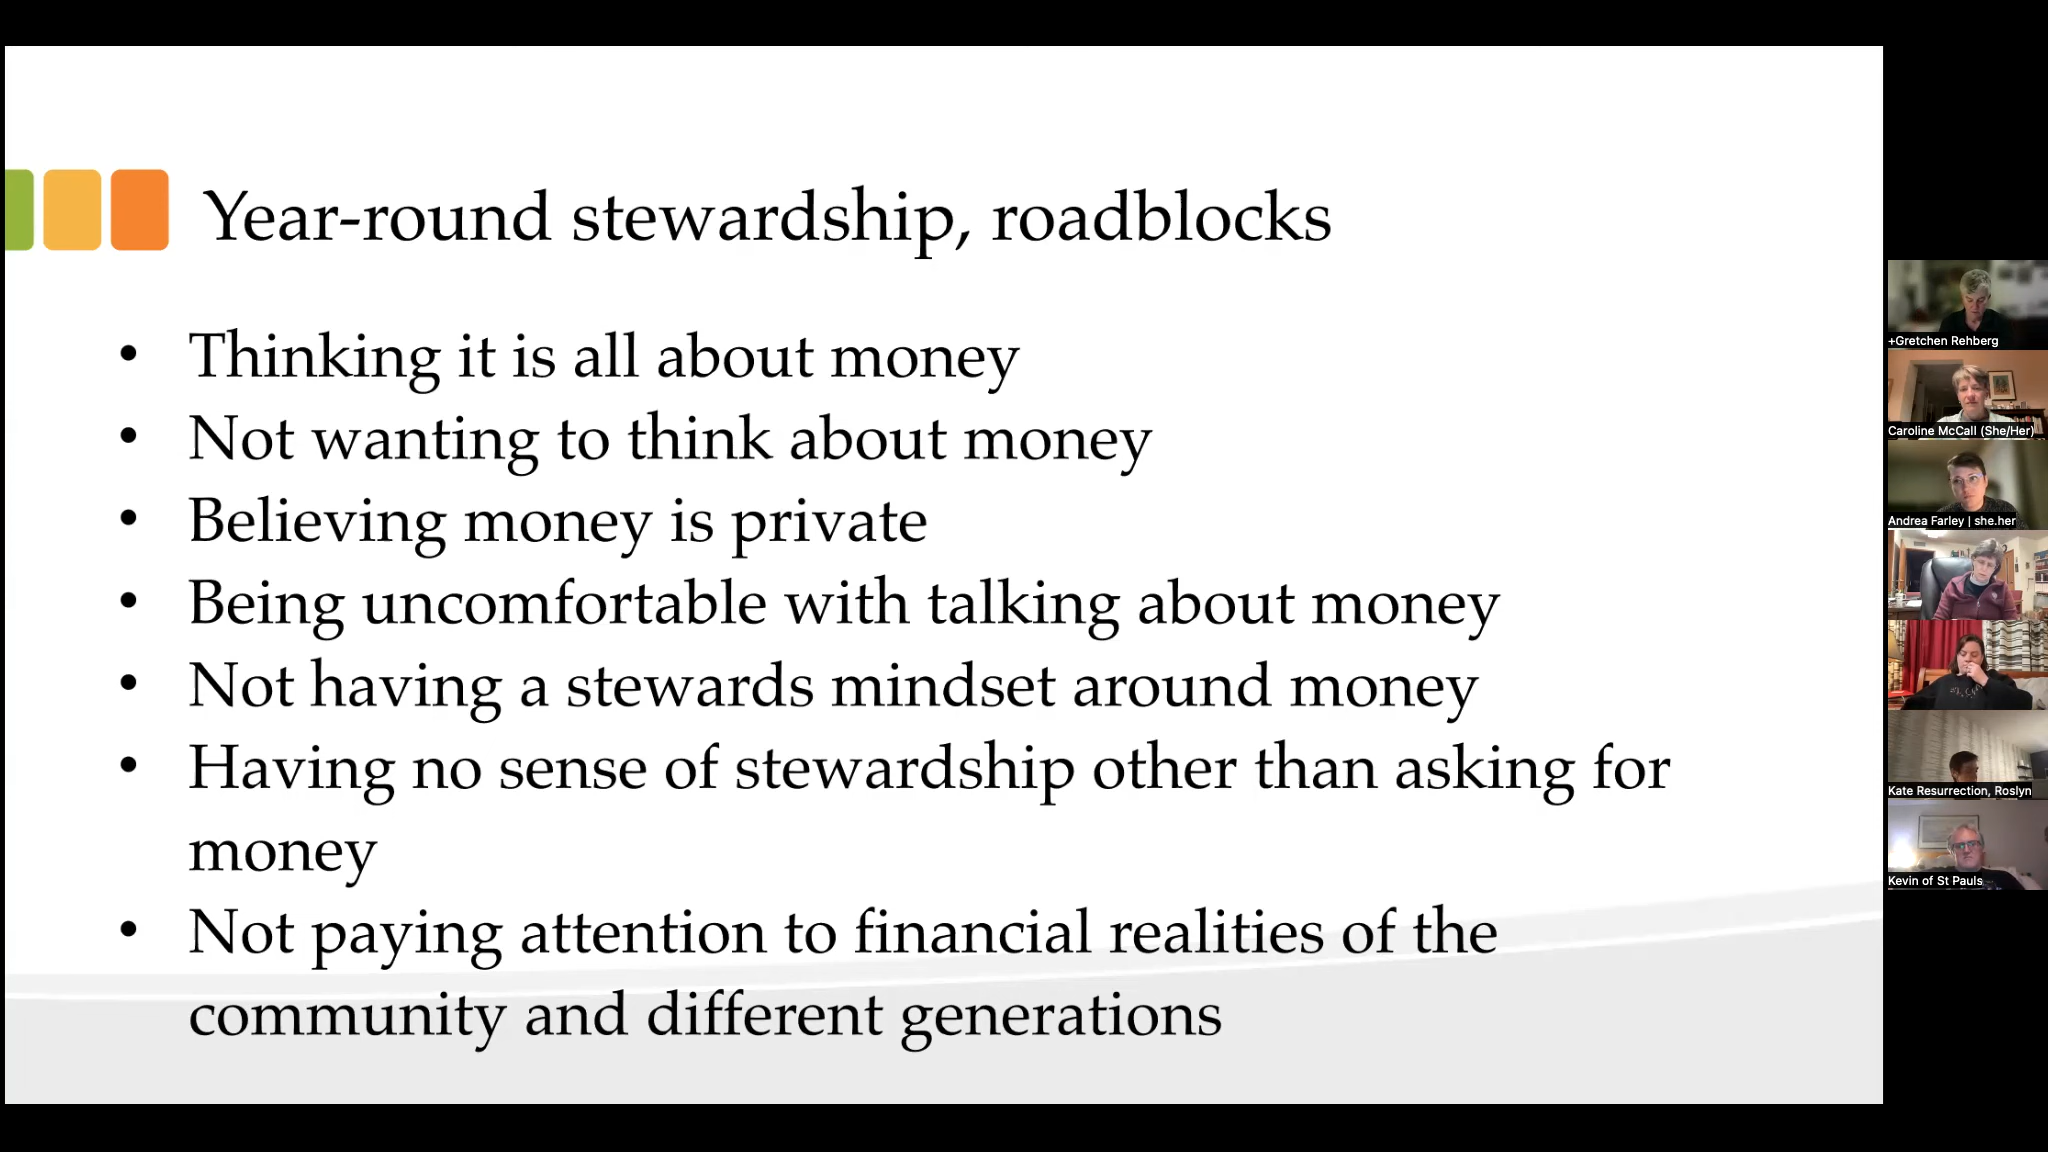 Year-round stewardship, roadblocks
• Thinking it is all about money
• Not wanting to think about money
• Believing money is private
• Being uncomfortable with talking about money
• Not having a stewards mindset around money
• Having no sense of stewardship other than asking for
money
• Not paying attention to financial realities of the
community and different generations
+Gretchen Rehberg
Caroline McCall (She/Her)
Andrea Farley | she.her
Kate Resurrection, Roslyn
Kevin of St Pauls